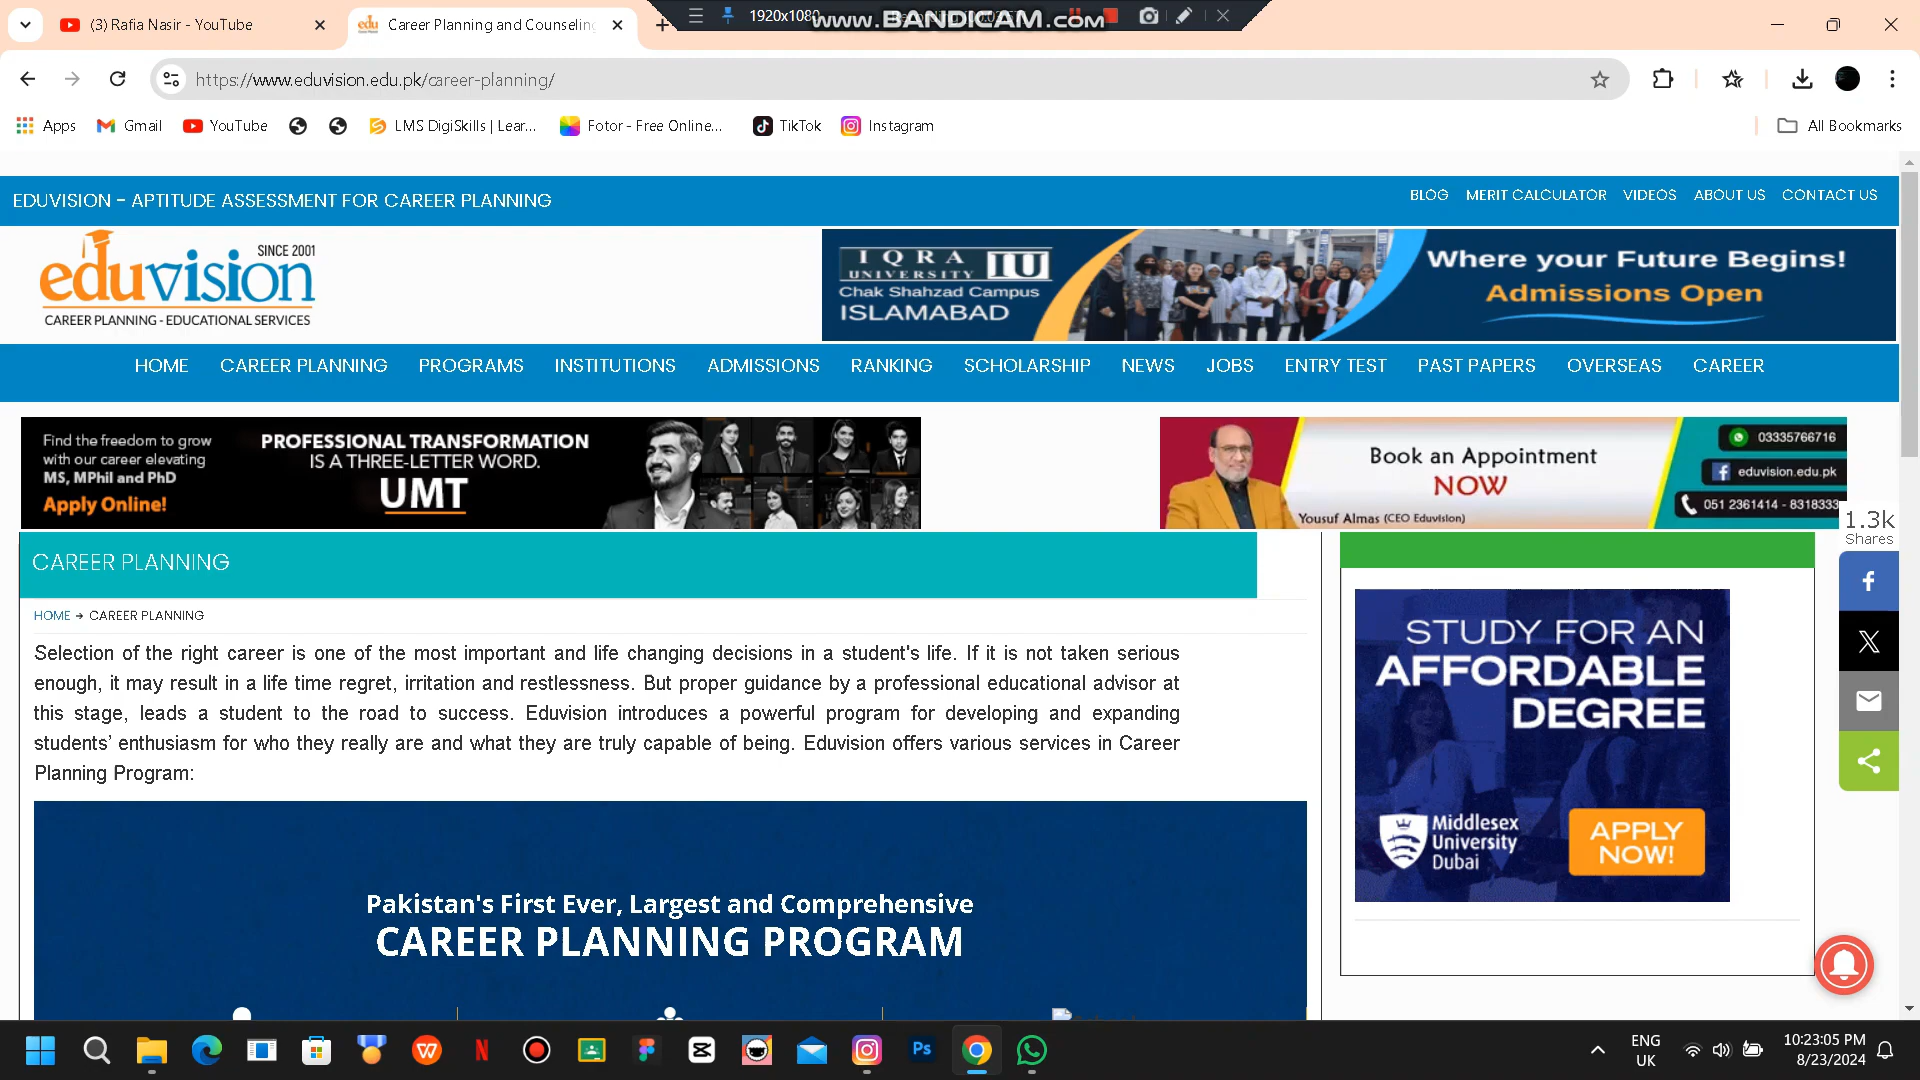 (3) Rafia Nasir - YouTube
Career Planning and Counseling
1920x1080
www.BANDICAM.com
https://www.eduvision.edu.pk/career-planning/
Apps
Gmail
YouTube
LMS DigiSkills | Lear...
Fotor - Free Online...
TikTok
Instagram
All Bookmarks
EDUVISION - APTITUDE ASSESSMENT FOR CAREER PLANNING
BLOG MERIT CALCULATOR VIDEOS ABOUT US CONTACT US
SINCE 2001
eduvision
CAREER PLANNING - EDUCATIONAL SERVICES
IQRA
UNIVERSITY IU
Chak Shahzad Campus
ISLAMABAD
Where your Future Begins!
Admissions Open
HOME CAREER PLANNING PROGRAMS INSTITUTIONS ADMISSIONS RANKING SCHOLARSHIP NEWS JOBS ENTRY TEST PAST PAPERS OVERSEAS CAREER
Find the freedom to grow
with our career elevating
MS, MPhil and PhD
Apply Online!
PROFESSIONAL TRANSFORMATION
IS A THREE-LETTER WORD.
UMT
Book an Appointment
NOW
Yousuf Almas (CEO Eduvision)
03335766716
eduvision.edu.pk
051 2361414 - 8318333
1.3k
Shares
CAREER PLANNING
HOME → CAREER PLANNING
Selection of the right career is one of the most important and life changing decisions in a student's life. If it is not taken serious
enough, it may result in a life time regret, irritation and restlessness. But proper guidance by a professional educational advisor at
this stage, leads a student to the road to success. Eduvision introduces a powerful program for developing and expanding
students’ enthusiasm for who they really are and what they are truly capable of being. Eduvision offers various services in Career
Planning Program:
STUDY FOR AN
AFFORDABLE
DEGREE
Middlesex
University
Dubai
APPLY
NOW!
Pakistan's First Ever, Largest and Comprehensive
CAREER PLANNING PROGRAM
ENG
UK
10:23:05 PM
8/23/2024